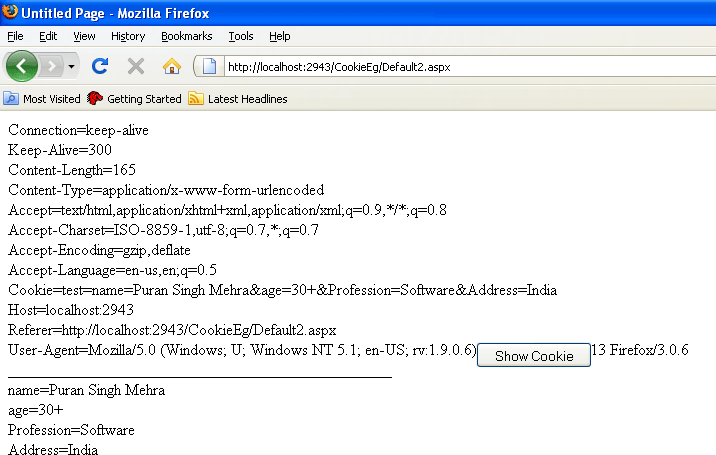 Untitled Page - Mozilla Firefox
File Edit View History Bookmarks Tools Help
http://localhost:2943/CookieEg/Default2.aspx
Most Visited Getting Started Latest Headlines
Connection=keep-alive
Keep-Alive=300
Content-Length=165
Content-Type=application/x-www-form-urlencoded
Accept=text/html,application/xhtml+xml,application/xml;q=0.9,*/*;q=0.8
Accept-Charset=ISO-8859-1,utf-8;q=0.7,*;q=0.7
Accept-Encoding=gzip,deflate
Accept-Language=en-us,en;q=0.5
Cookie=test=name=Puran Singh Mehra&age=30+&Profession=Software&Address=India
Host=localhost:2943
Referer=http://localhost:2943/CookieEg/Default2.aspx
User-Agent=Mozilla/5.0 (Windows; U; Windows NT 5.1; en-US; rv:1.9.0.6) Show Cookie 13 Firefox/3.0.6
name=Puran Singh Mehra
age=30+
Profession=Software
Address=India